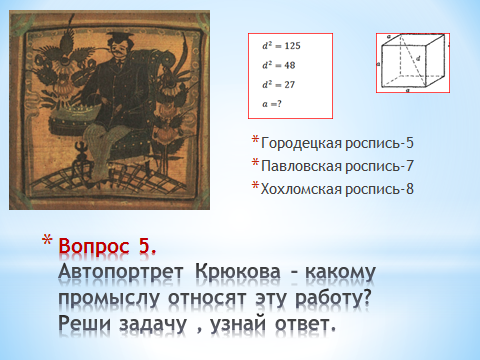 d² = 125
d² = 48
d² = 27
a =?
a
a
a
d
*Городецкая роспись-5
*Павловская роспись-7
*Хохломская роспись-8
* Вопрос 5.
Автопортрет Крюкова – какому
промыслу относят эту работу?
Реши задачу , узнай ответ.